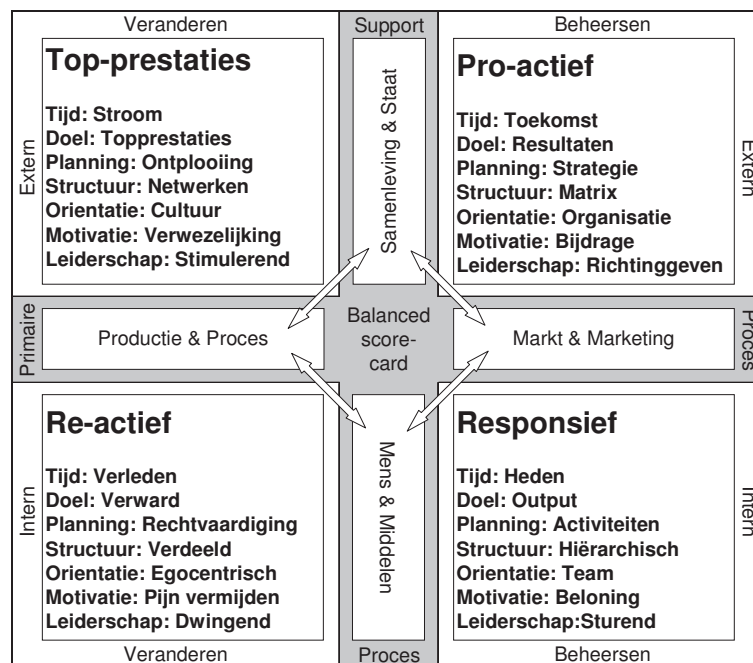 Veranderen
Support
Beheersen
Extern
Top-prestaties
Tijd: Stroom
Doel: Topprestaties
Planning: Ontplooiing
Structuur: Netwerken
Orientatie: Cultuur
Motivatie: Verwezelijking
Leiderschap: Stimulerend
Samenleving & Staat
Pro-actief
Tijd: Toekomst
Doel: Resultaten
Planning: Strategie
Structuur: Matrix
Orientatie: Organisatie
Motivatie: Bijdrage
Leiderschap: Richtinggeven
Extern
Primaire
Productie & Proces
Balanced
score-
card
Markt & Marketing
Proces
Intern
Re-actief
Tijd: Verleden
Doel: Verward
Planning: Rechtvaardiging
Structuur: Verdeeld
Orientatie: Egocentrisch
Motivatie: Pijn vermijden
Leiderschap: Dwingend
Mens & Middelen
Responsief
Tijd: Heden
Doel: Output
Planning: Activiteiten
Structuur: Hiërarchisch
Orientatie: Team
Motivatie: Beloning
Leiderschap:Sturend
Intern
Veranderen
Proces
Beheersen